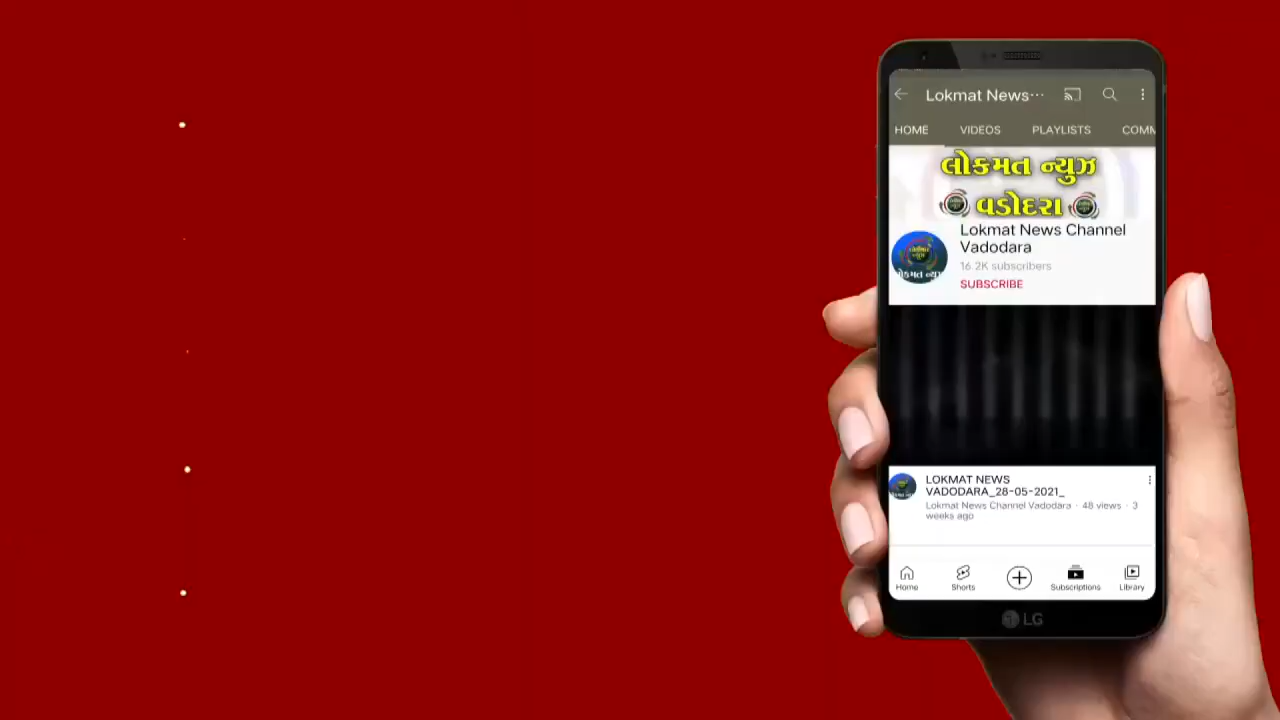 Lokmat News...
HOME VIDEOS PLAYLISTS COMM
લોકમત ન્યુઝ
વડોદરા
Lokmat News Channel
Vadodara
16.2K subscribers
SUBSCRIBE
LOKMAT NEWS
VADODARA_28-05-2021_
Lokmat News Channel Vadodara · 48 views · 3
weeks ago
Home Shorts Subscriptions Library
LG